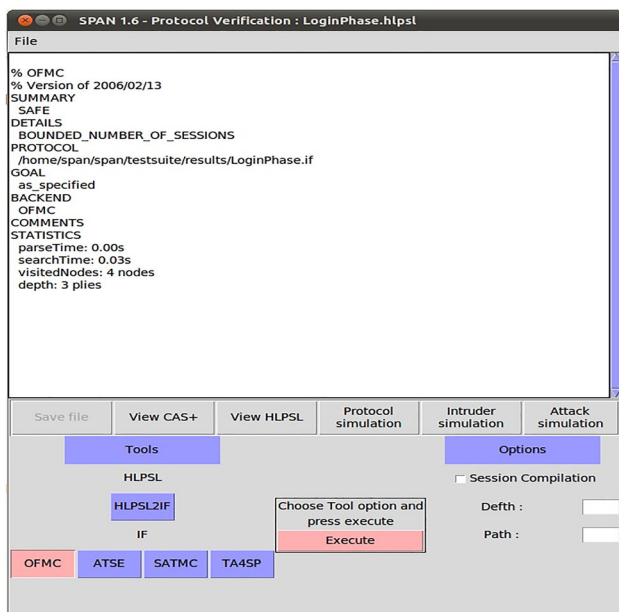 SPAN 1.6 - Protocol Verification : LoginPhase.hlpsl
File
% OFMC
% Version of 2006/02/13
SUMMARY
SAFE
DETAILS
BOUNDED_NUMBER_OF_SESSIONS
PROTOCOL
/home/span/span/testsuite/results/LoginPhase.if
GOAL
as_specified
BACKEND
OFMC
COMMENTS
STATISTICS
parseTime: 0.00s
searchTime: 0.03s
visitedNodes: 4 nodes
depth: 3 plies
Save file
View CAS+
View HLPSL
Protocol
simulation
Intruder
simulation
Attack
simulation
Tools
Options
HLPSL
Session Compilation
HLPSL2IF
Choose Tool option and
press execute
Execute
Defth :
IF
Path :
OFMC
ATSE
SATMC
TA4SP